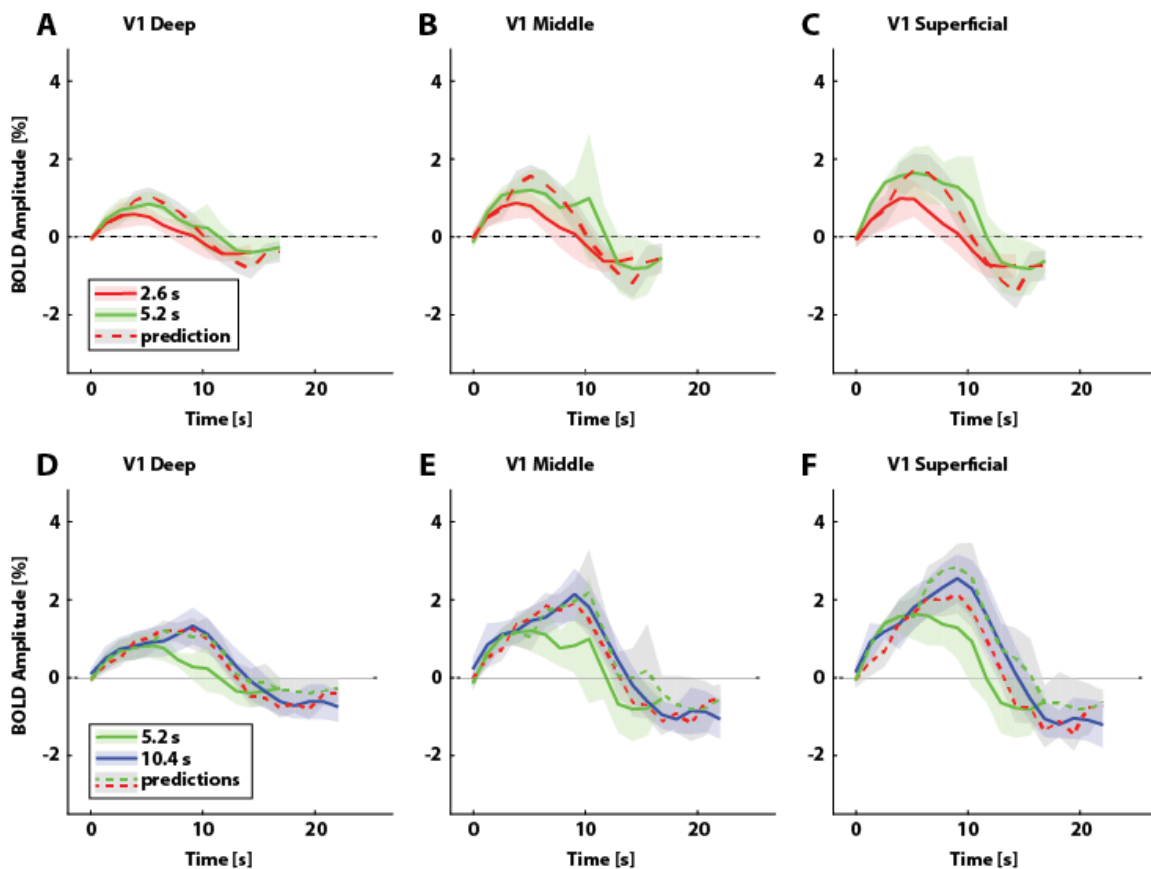 A V1 Deep
B V1 Middle
C V1 Superficial
BOLD Amplitude [%]
4
2
0
-2
2.6 s
5.2 s
prediction
0 10 20
Time [s]
4
2
0
-2
0 10 20
Time [s]
4
2
0
-2
0 10 20
Time [s]
D V1 Deep
E V1 Middle
F V1 Superficial
BOLD Amplitude [%]
4
2
0
-2
5.2 s
10.4 s
predictions
0 10 20
Time [s]
4
2
0
-2
0 10 20
Time [s]
4
2
0
-2
0 10 20
Time [s]